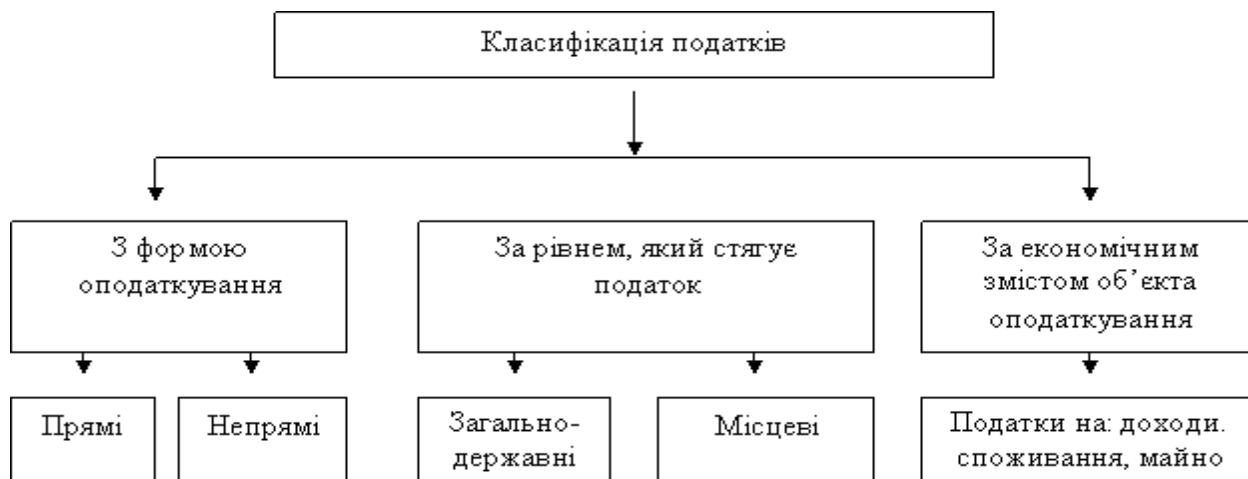 Класифікація податків
З формою
оподаткування
За рівнем, який стягує
податок
За економічним
змістом об’єкта
оподаткування
Прямі
Непрямі
Загально-
державні
Місцеві
Податки на: доходи.
споживання, майно